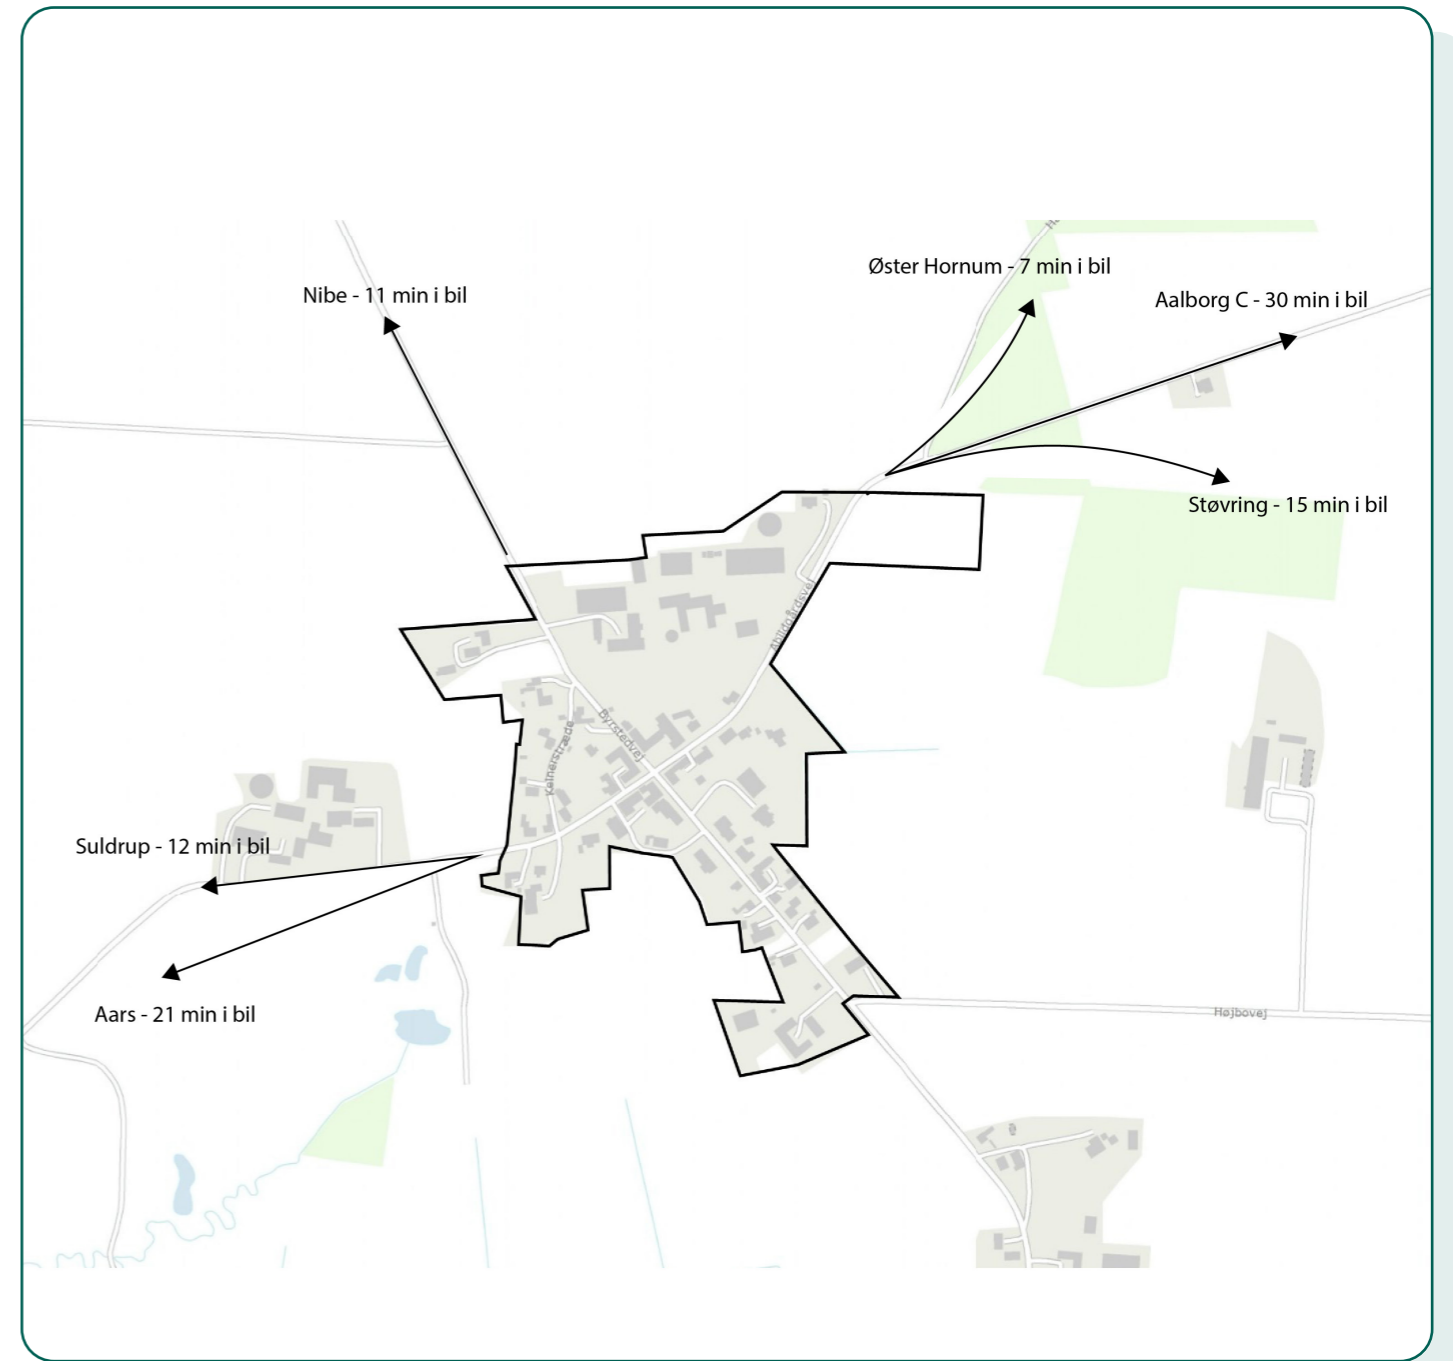 Øster Hornum - 7 min i bil
Nibe - 11 min i bil
Aalborg C - 30 min i bil
Støvring - 15 min i bil
Abildgårdsvej
Byrstedvej
Kelnerstræde
Suldrup - 12 min i bil
Aars - 21 min i bil
Højbovej